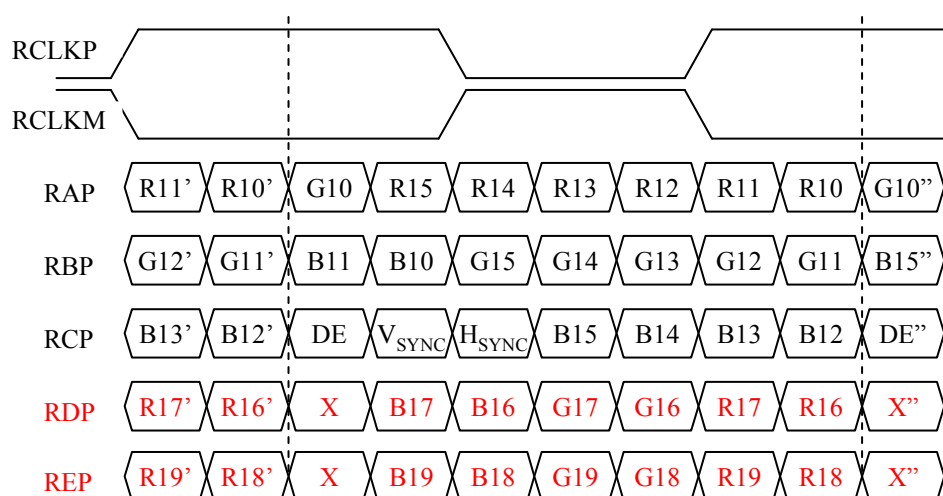 RCLKP
RCLKM
RAP R11’ R10’ G10 R15 R14 R13 R12 R11 R10 G10”
RBP G12’ G11’ B11 B10 G15 G14 G13 G12 G11 B15”
RCP B13’ B12’ DE VSYNC HSYNC B15 B14 B13 B12 DE”
RDP R17’ R16’ X B17 B16 G17 G16 R17 R16 X”
REP R19’ R18’ X B19 B18 G19 G18 R19 R18 X”